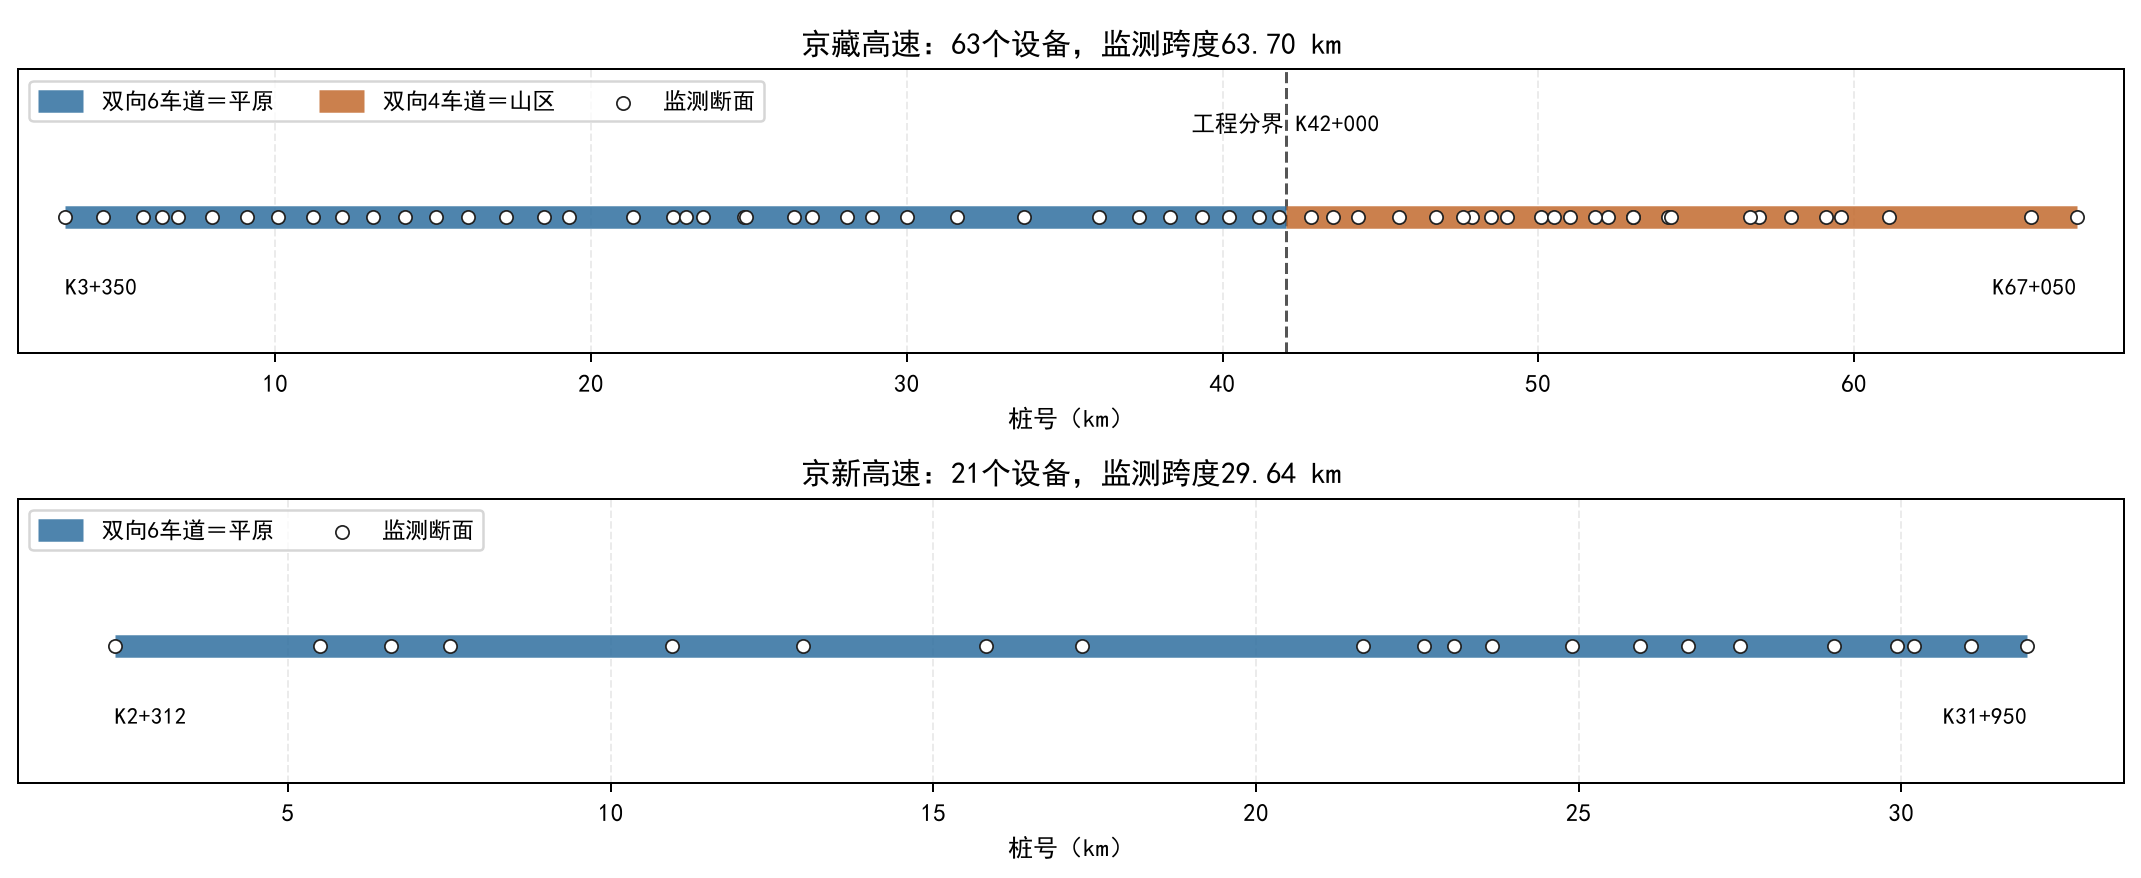 京藏高速：63个设备，监测跨度63.70 km
双向6车道＝平原 双向4车道＝山区 监测断面
工程分界 K42+000
K3+350 K67+050
10 20 30 40 50 60
桩号（km）
京新高速：21个设备，监测跨度29.64 km
双向6车道＝平原 监测断面
K2+312 K31+950
5 10 15 20 25 30
桩号（km）